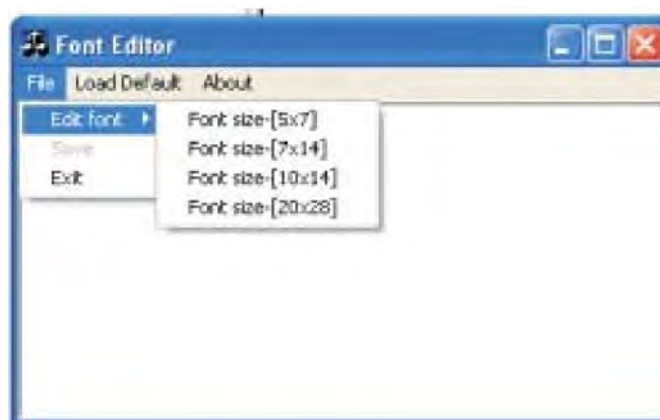 Font Editor
File Load Default About
Edit font Font size-[5x7]
Save Font size-[7x14]
Exit Font size-[10x14]
Font size-[20x28]